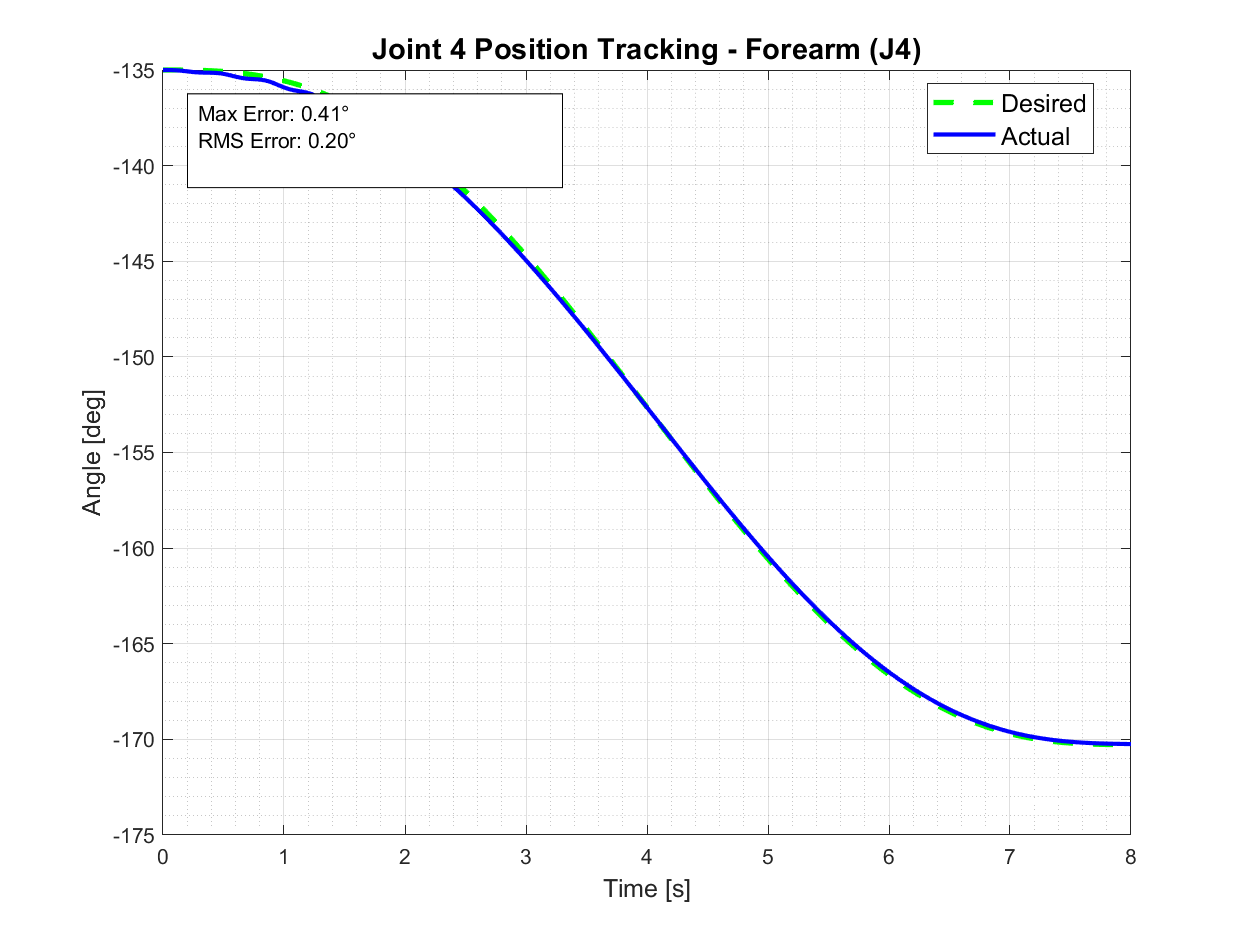 Joint 4 Position Tracking - Forearm (J4)
Max Error: 0.41°
RMS Error: 0.20°
Desired
Actual
-135
-140
-145
-150
-155
-160
-165
-170
-175
Angle [deg]
0 1 2 3 4 5 6 7 8
Time [s]